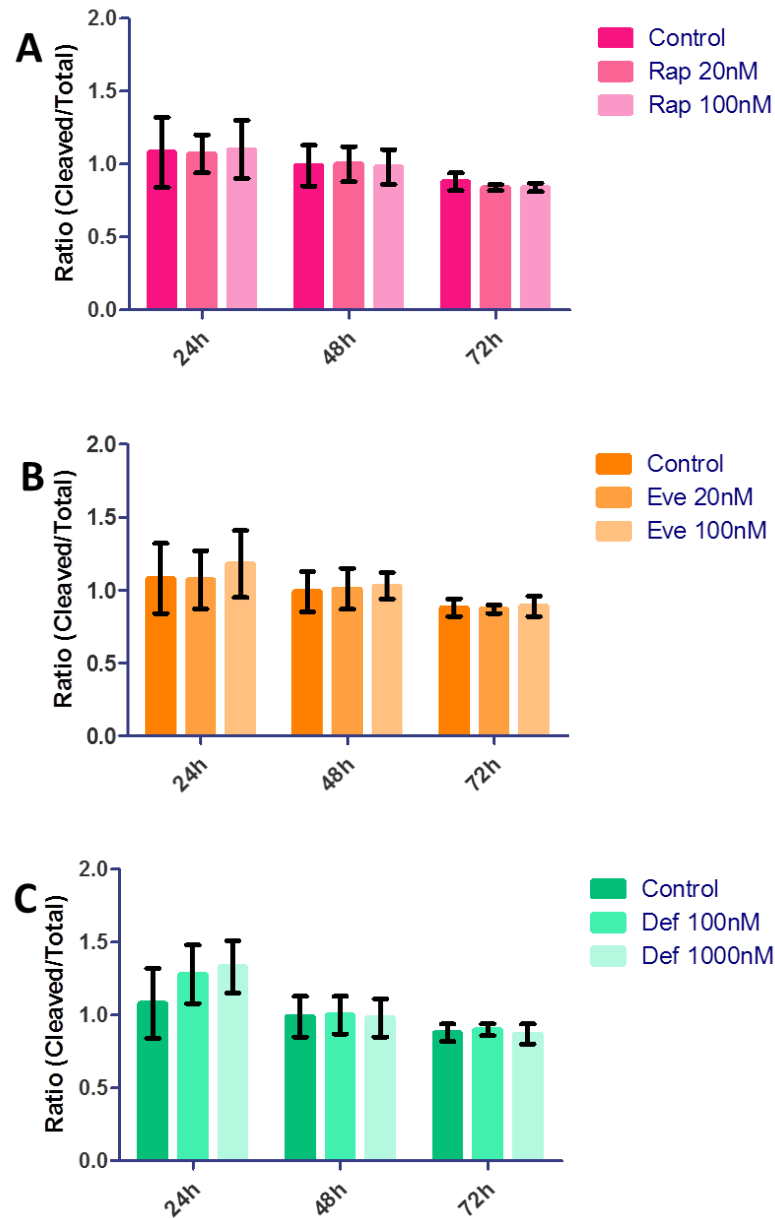 A
Ratio (Cleaved/Total)
2.0
1.5
1.0
0.5
0.0
24h
48h
72h
Control
Rap 20nM
Rap 100nM
B
Ratio (Cleaved/Total)
2.0
1.5
1.0
0.5
0.0
24h
48h
72h
Control
Eve 20nM
Eve 100nM
C
Ratio (Cleaved/Total)
2.0
1.5
1.0
0.5
0.0
24h
48h
72h
Control
Def 100nM
Def 1000nM